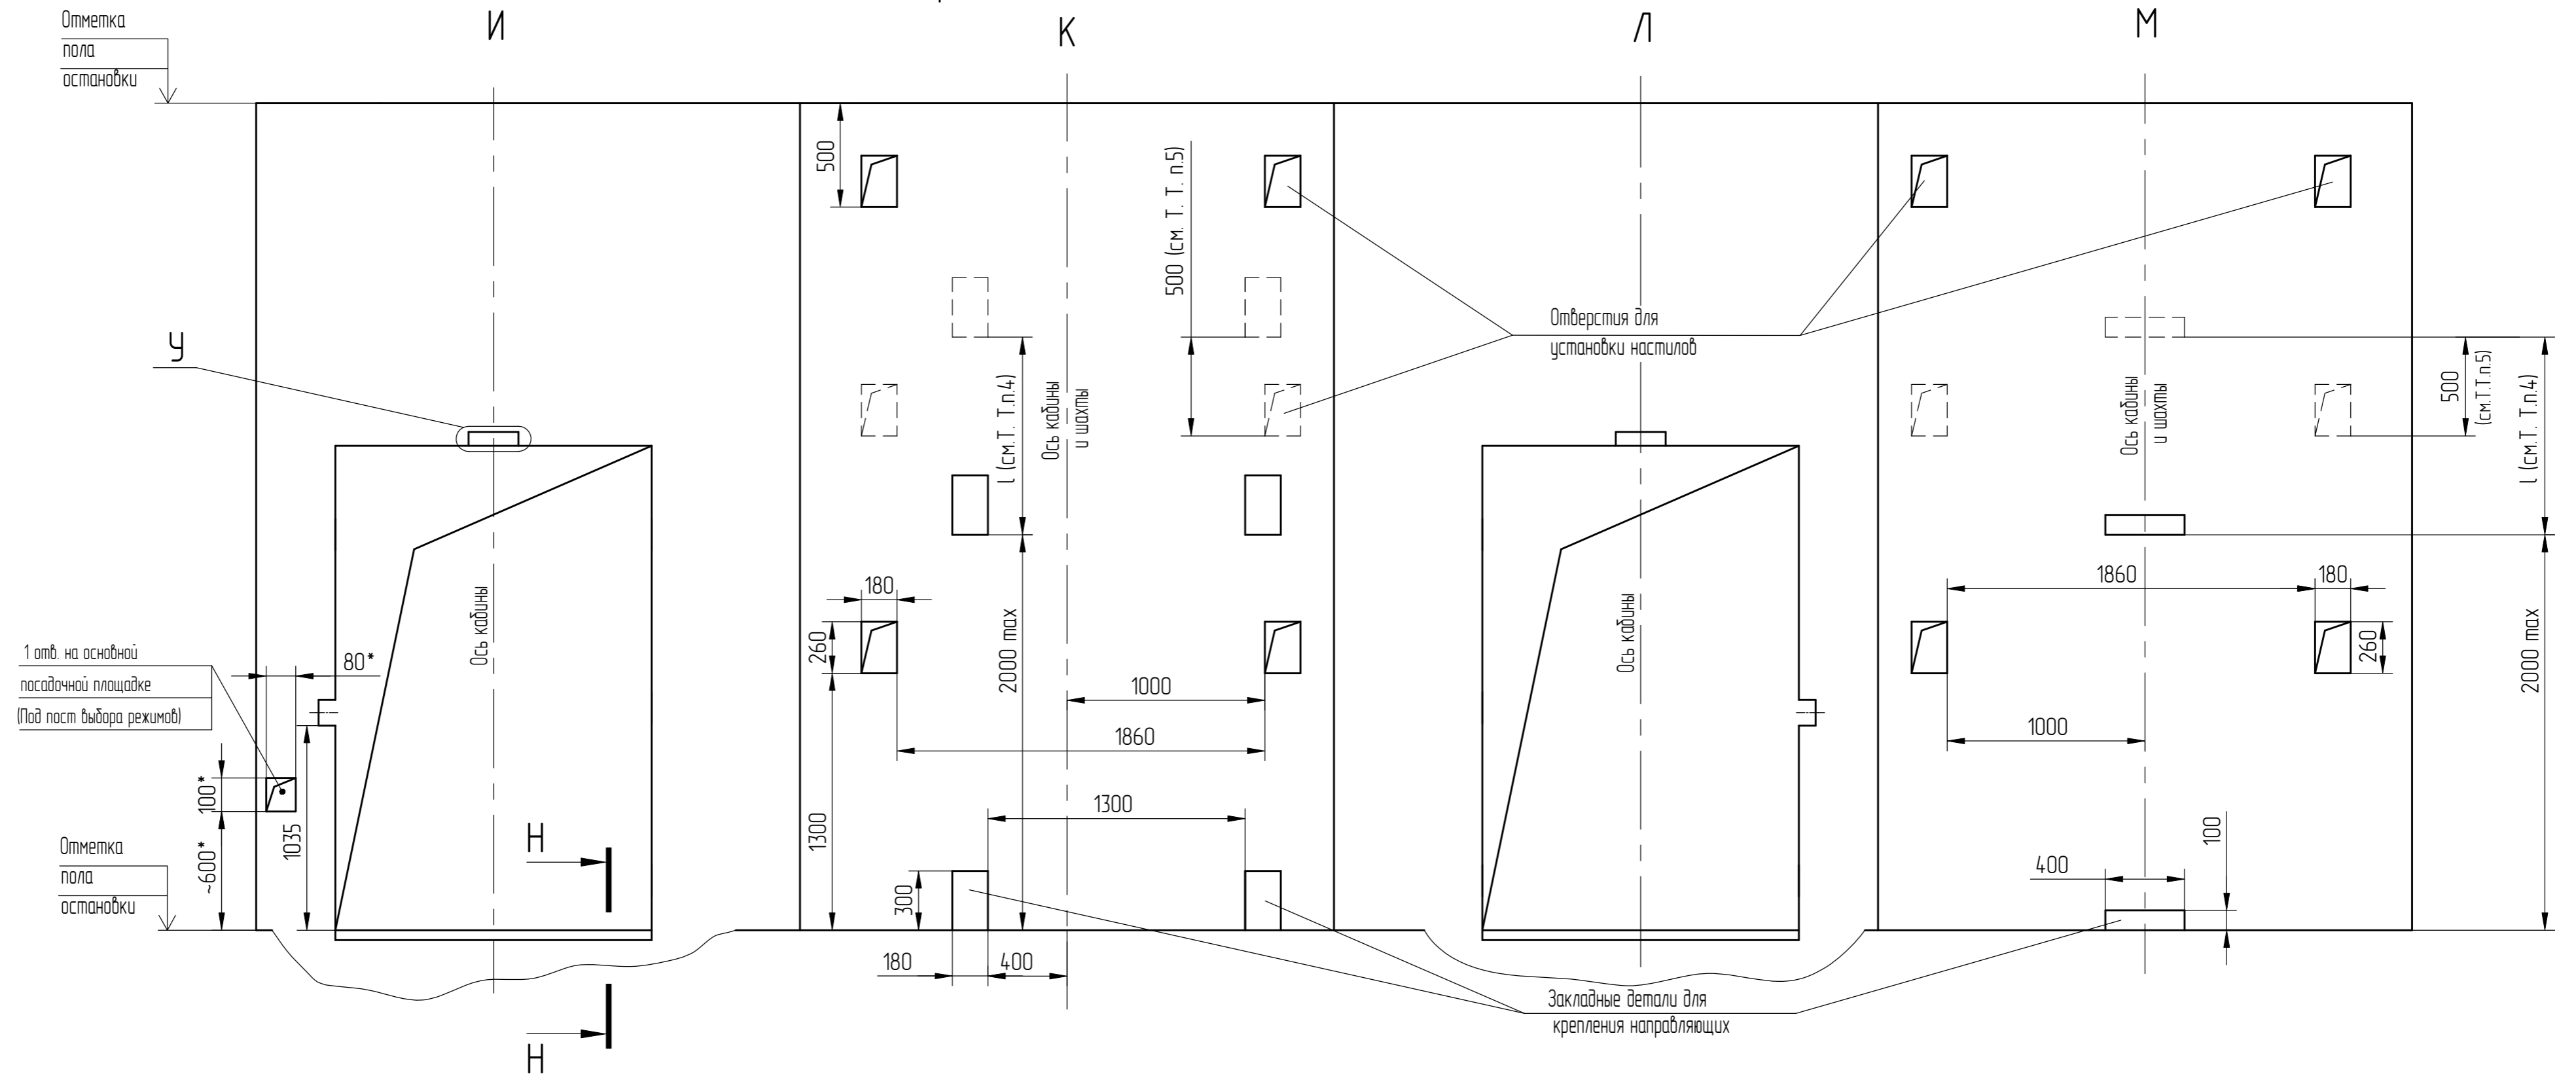 И
К
Л
М
Отметка
пола
остановки
500
500 (см. Т. Т. п.5)
Отверстия для
установки настилов
У
l (см.Т. Т.п.4)
Ось кабины
и шахты
Ось кабины
и шахты
500
(см.Т.Т.п.5)
l (см.Т. Т.п.4)
Ось кабины
180
260
2000 max
Ось кабины
1860
180
260
2000 max
1 отв. на основной
посадочной площадке
(Под пост выбора режимов)
80*
1000
1860
1000
100*
~600*
1035
1300
1300
Отметка
пола
остановки
Н
300
400
100
180
400
Закладные детали для
крепления направляющих
Н